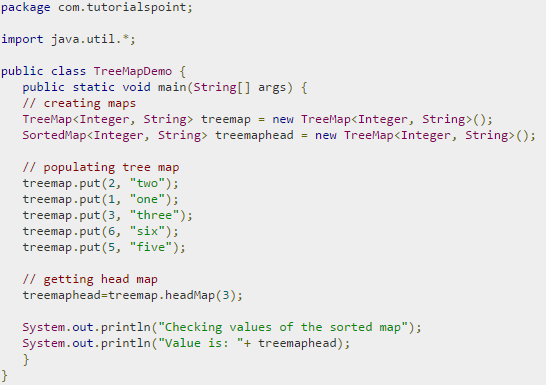 package com.tutorialspoint;
import java.util.*;
public class TreeMapDemo {
public static void main(String[] args) {
// creating maps
TreeMap<Integer, String> treemap = new TreeMap<Integer, String>();
SortedMap<Integer, String> treemaphead = new TreeMap<Integer, String>();
// populating tree map
treemap.put(2, "two");
treemap.put(1, "one");
treemap.put(3, "three");
treemap.put(6, "six");
treemap.put(5, "five");
// getting head map
treemaphead=treemap.headMap(3);
System.out.println("Checking values of the sorted map");
System.out.println("Value is: "+ treemaphead);
}
}